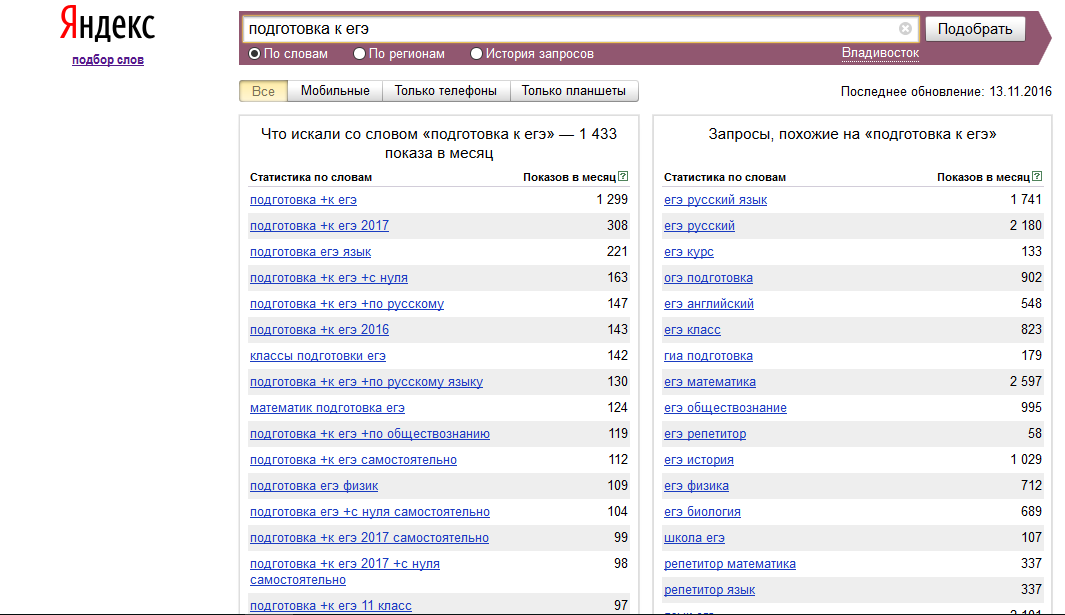 Яндекс
подбор слов
подготовка к егэ
Подобрать
По словам По регионам История запросов Владивосток
Все Мобильные Только телефоны Только планшеты Последнее обновление: 13.11.2016
Что искали со словом «подготовка к егэ» — 1 433
показа в месяц
Статистика по словам Показов в месяц ?
подготовка +к егэ 1 299
подготовка +к егэ 2017 308
подготовка егэ язык 221
подготовка +к егэ +с нуля 163
подготовка +к егэ +по русскому 147
подготовка +к егэ 2016 143
классы подготовки егэ 142
подготовка +к егэ +по русскому языку 130
математик подготовка егэ 124
подготовка +к егэ +по обществознанию 119
подготовка +к егэ самостоятельно 112
подготовка егэ физик 109
подготовка егэ +с нуля самостоятельно 104
подготовка +к егэ 2017 самостоятельно 99
подготовка +к егэ 2017 +с нуля 98
самостоятельно
подготовка +к егэ 11 класс 97
Запросы, похожие на «подготовка к егэ»
Статистика по словам Показов в месяц ?
егэ русский язык 1 741
егэ русский 2 180
егэ курс 133
огэ подготовка 902
егэ английский 548
егэ класс 823
гиа подготовка 179
егэ математика 2 597
егэ обществознание 995
егэ репетитор 58
егэ история 1 029
егэ физика 712
егэ биология 689
школа егэ 107
репетитор математика 337
репетитор язык 337